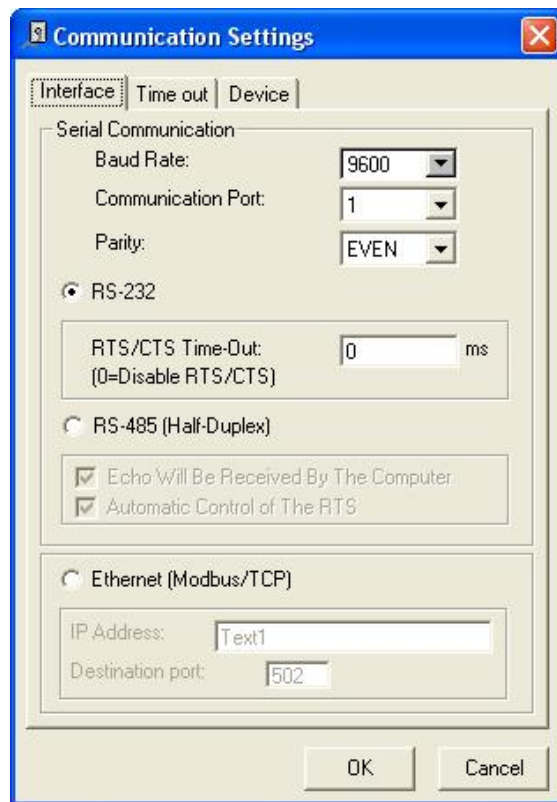 Communication Settings
Interface Time out Device
Serial Communication
Baud Rate: 9600
Communication Port: 1
Parity: EVEN
RS-232
RTS/CTS Time-Out: 0 ms
(0=Disable RTS/CTS)
RS-485 (Half-Duplex)
Echo Will Be Received By The Computer
Automatic Control of The RTS
Ethernet (Modbus/TCP)
IP Address: Text1
Destination port: 502
OK Cancel